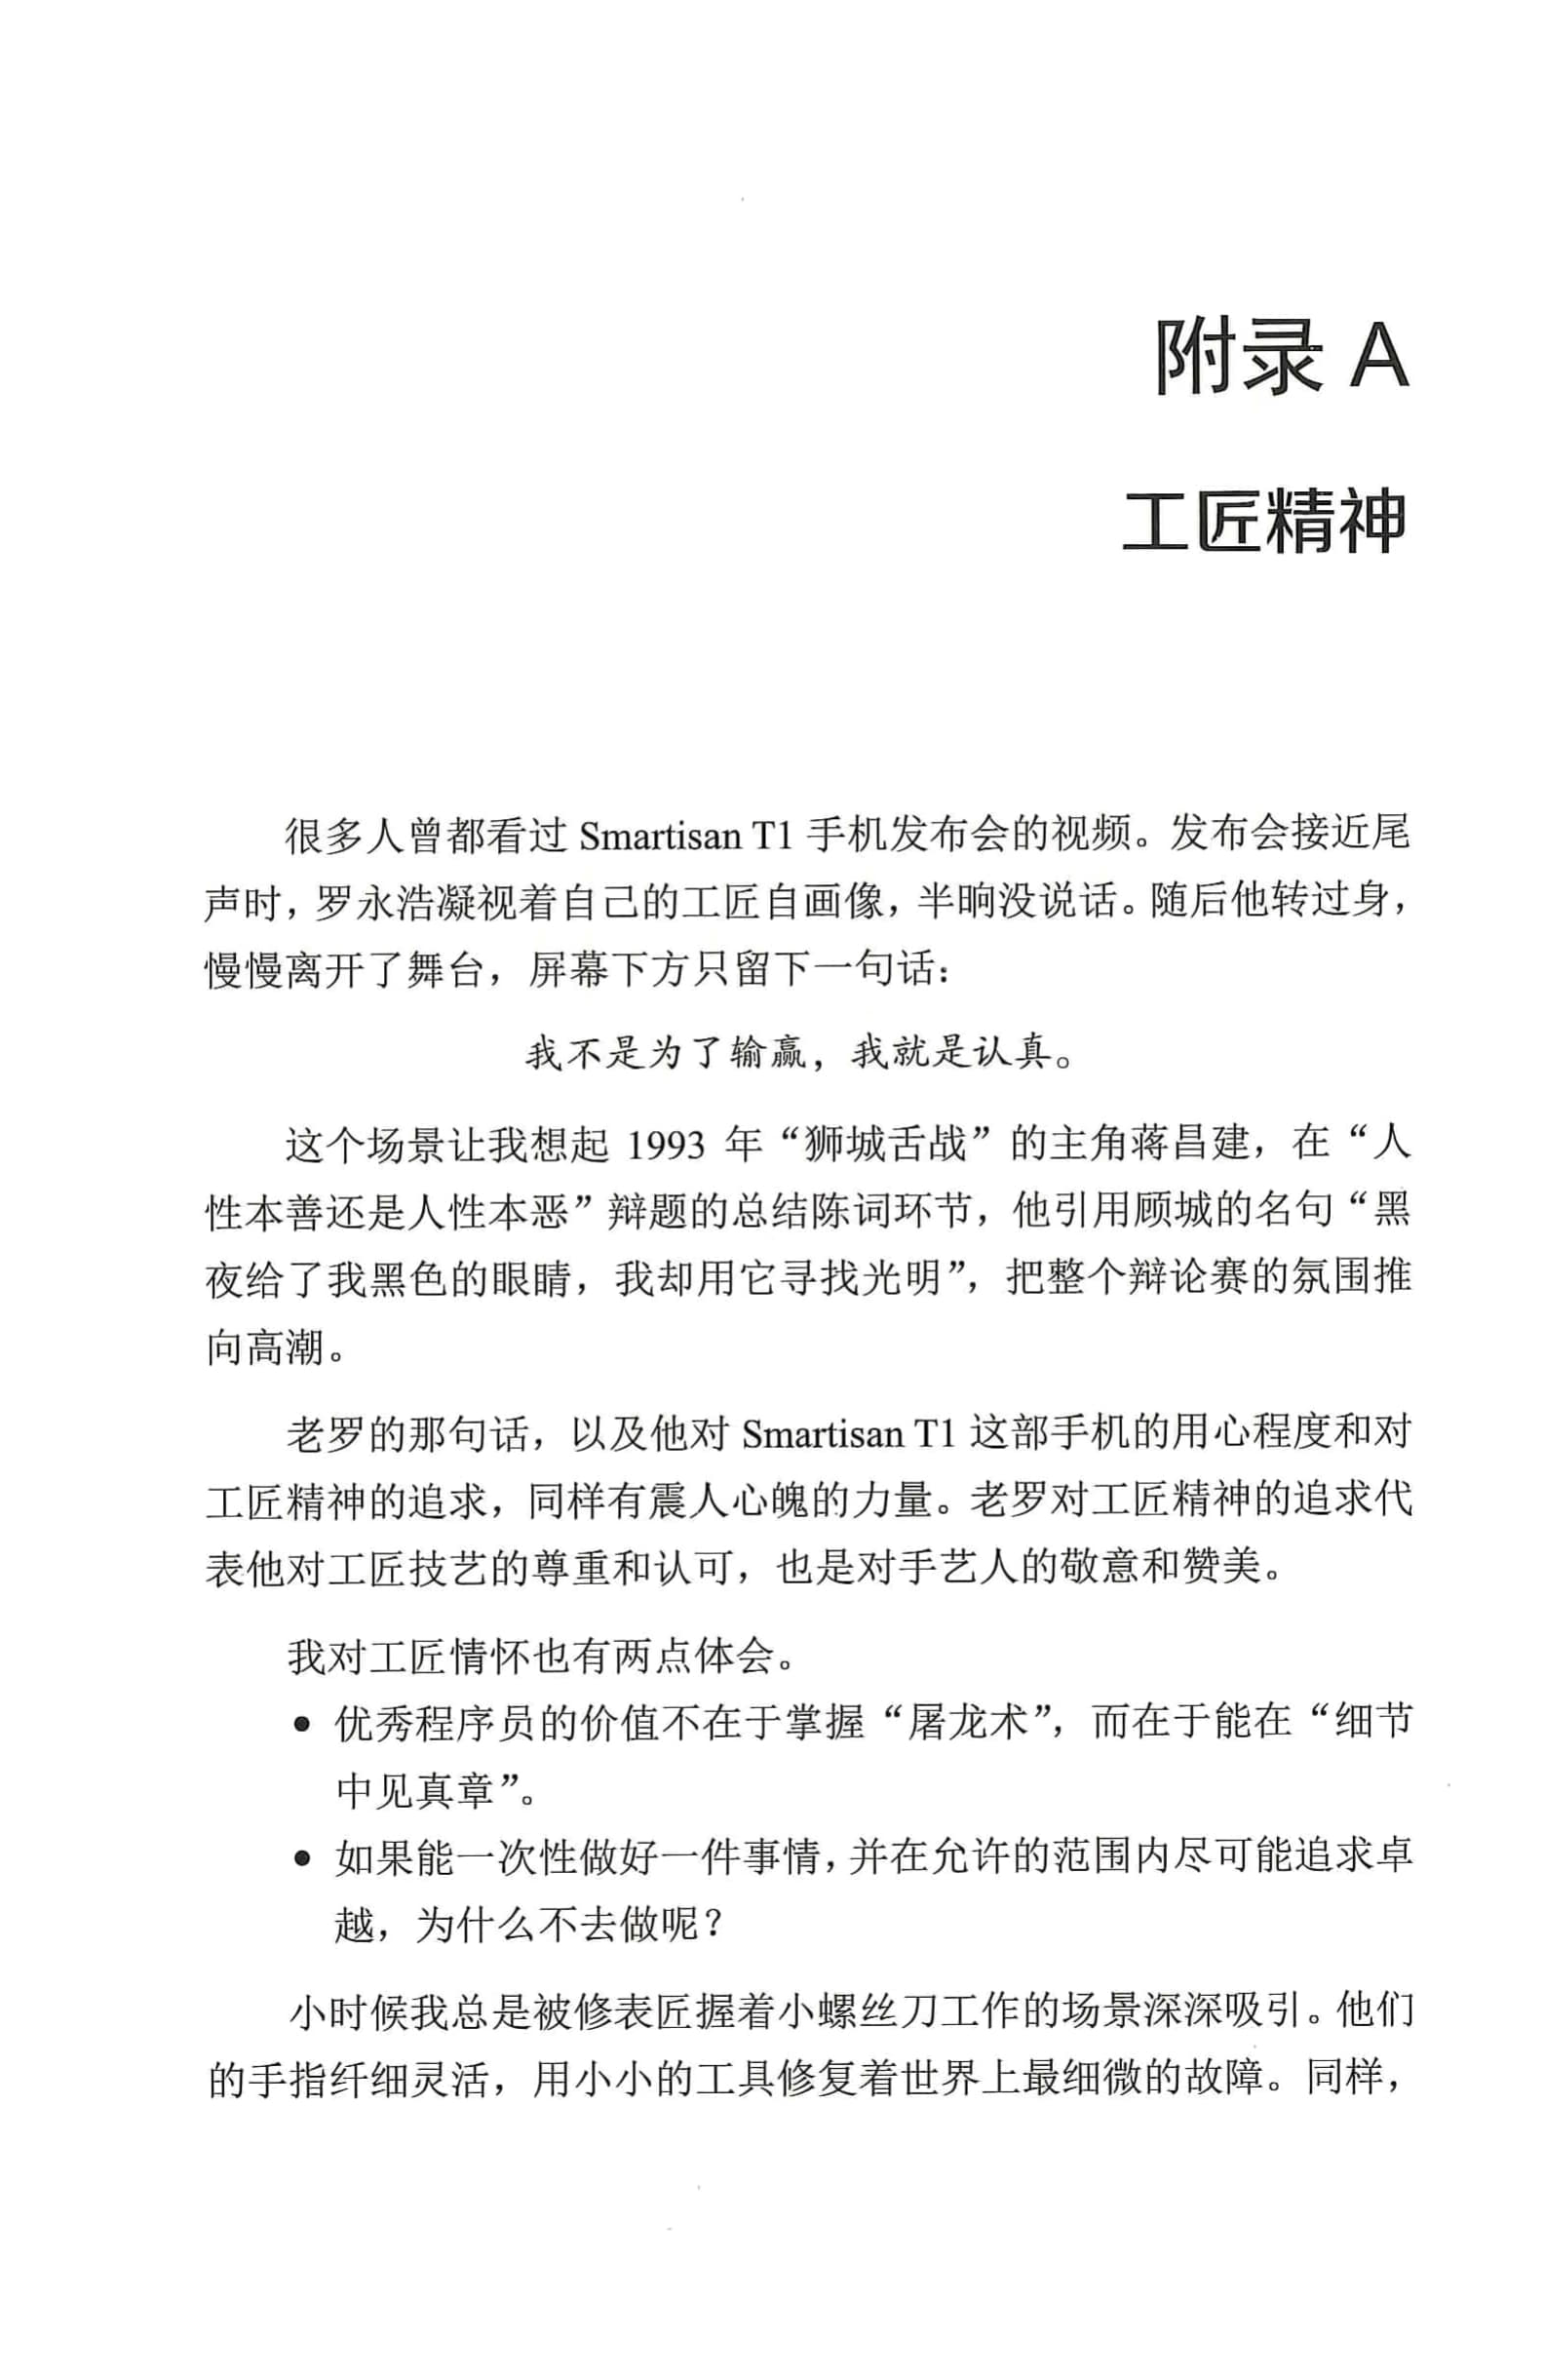 附录 A
工匠精神
很多人曾都看过 Smartisan T1 手机发布会的视频。发布会接近尾
声时，罗永浩凝视着自己的工匠自画像，半晌没说话。随后他转过身，
慢慢离开了舞台，屏幕下方只留下一句话：
我不是为了输赢，我就是认真。
这个场景让我想起 1993 年“狮城舌战”的主角蒋昌建，在“人
性本善还是人性本恶”辩题的总结陈词环节，他引用顾城的名句“黑
夜给了我黑色的眼睛，我却用它寻找光明”，把整个辩论赛的氛围推
向高潮。
老罗的那句话，以及他对 Smartisan T1 这部手机的用心程度和对
工匠精神的追求，同样有震人心魄的力量。老罗对工匠精神的追求代
表他对工匠技艺的尊重和认可，也是对手艺人的敬意和赞美。
我对工匠情怀也有两点体会。
● 优秀程序员的价值不在于掌握“屠龙术”，而在于能在“细节
中见真章”。
● 如果能一次性做好一件事情，并在允许的范围内尽可能追求卓
越，为什么不去做呢？
小时候我总是被修表匠握着小螺丝刀工作的场景深深吸引。他们
的手指纤细灵活，用小小的工具修复着世界上最细微的故障。同样，